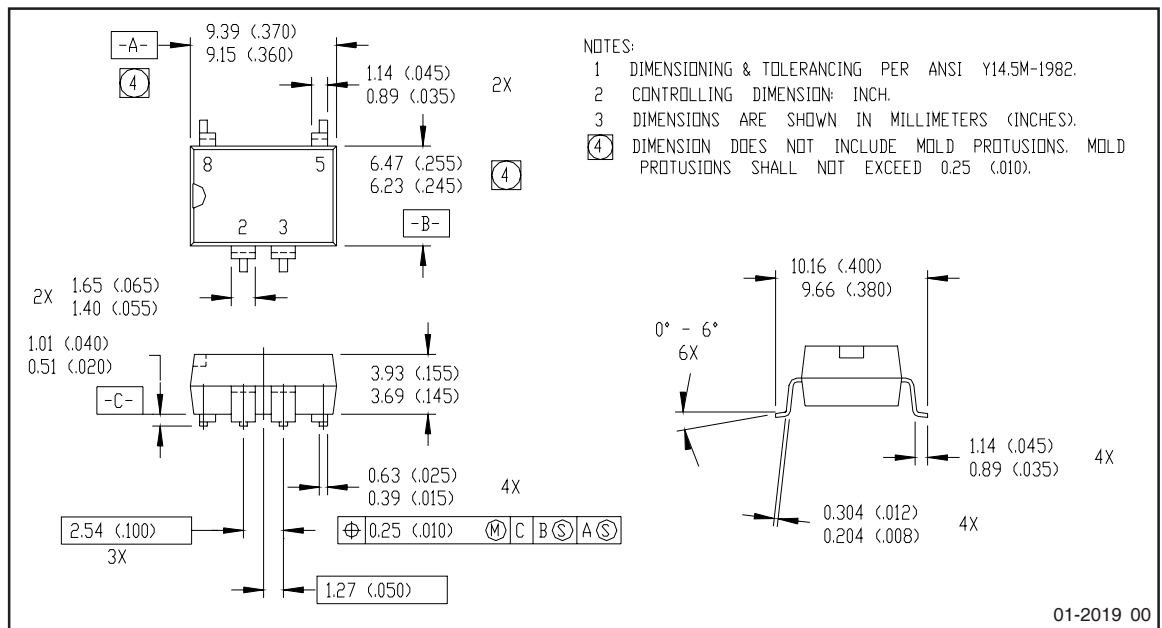 9.39 (.370)
9.15 (.360)
-A-
4
1.14 (.045)
0.89 (.035)
2X
8
5
6.47 (.255)
6.23 (.245)
4
2
3
-B-
2X
1.65 (.065)
1.40 (.055)
1.01 (.040)
0.51 (.020)
-C-
3.93 (.155)
3.69 (.145)
0.63 (.025)
0.39 (.015)
4X
2.54 (.100)
3X
⌖ 0.25 (.010) Ⓜ C B Ⓢ A Ⓢ
1.27 (.050)
NOTES:
1 DIMENSIONING & TOLERANCING PER ANSI Y14.5M-1982.
2 CONTROLLING DIMENSION: INCH.
3 DIMENSIONS ARE SHOWN IN MILLIMETERS (INCHES).
4 DIMENSION DOES NOT INCLUDE MOLD PROTUSIONS. MOLD
PROTUSIONS SHALL NOT EXCEED 0.25 (.010).
10.16 (.400)
9.66 (.380)
0° - 6°
6X
1.14 (.045)
0.89 (.035)
4X
0.304 (.012)
0.204 (.008)
4X
01-2019 00